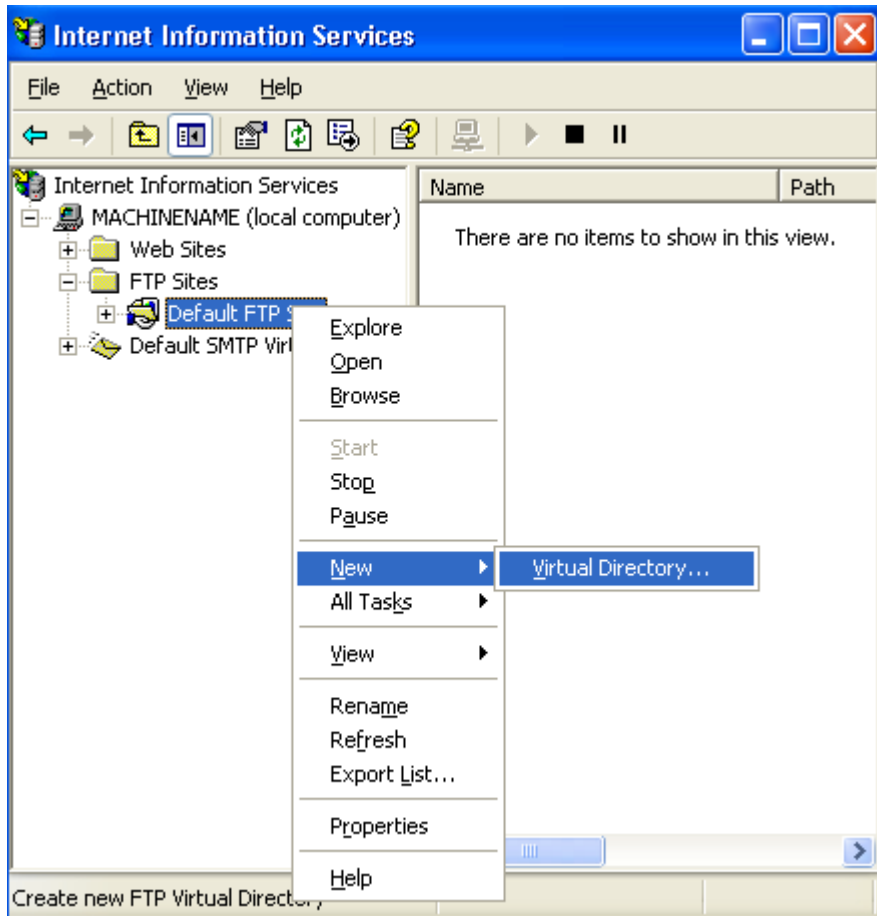 Internet Information Services
File Action View Help
Internet Information Services
Name Path
MACHINENAME (local computer)
There are no items to show in this view.
Web Sites
FTP Sites
Default FTP
Default SMTP
Explore
Open
Browse
Start
Stop
Pause
New
Virtual Directory...
All Tasks
View
Rename
Refresh
Export List...
Properties
Help
Create new FTP Virtual